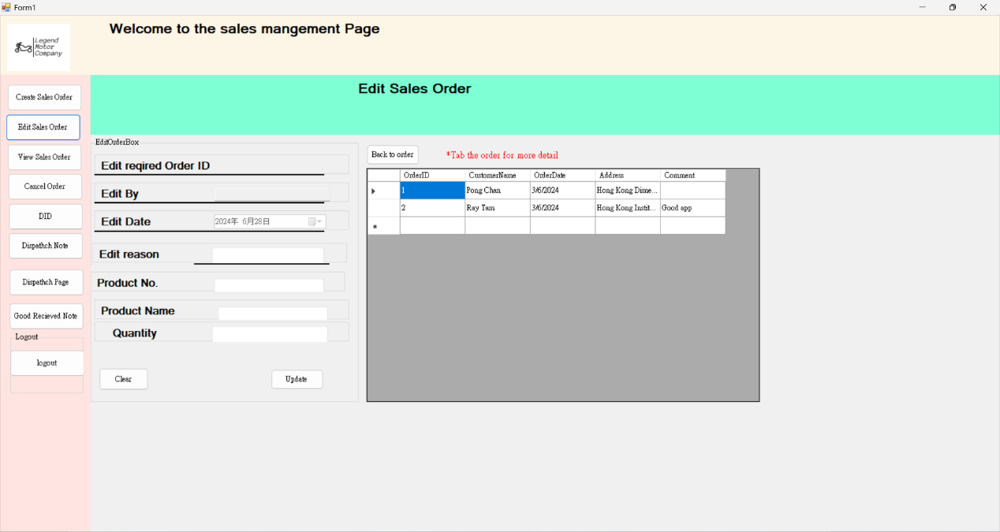 Form1
Welcome to the sales mangement Page
Legend
Motor
Company
Edit Sales Order
Create Sales Order
Edit Sales Order
View Sales Order
Cancel Order
DID
Dispathch Note
Dispathch Page
Good Recieved Note
Logout
logout
EditOrderBox
Edit reqired Order ID
Edit By
Edit Date 2024年 6月28日
Edit reason
Product No.
Product Name
Quantity
Clear Update
Back to order *Tab the order for more detail
OrderID CustomerName OrderDate Address Comment
1 Pong Chan 3/6/2024 Hong Kong Disne...
2 Ray Tam 3/6/2024 Hong Kong Instit... Good app